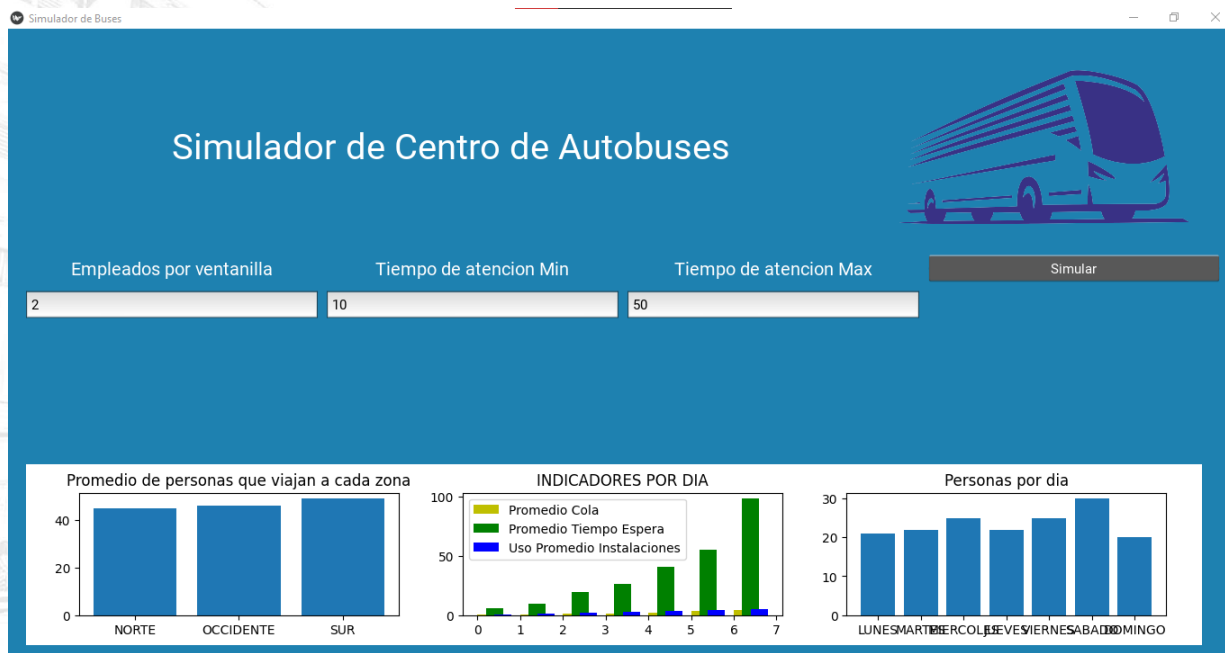 Simulador de Buses
Simulador de Centro de Autobuses
Empleados por ventanilla
Tiempo de atencion Min
Tiempo de atencion Max
Simular
2
10
50
Promedio de personas que viajan a cada zona
40
20
0
NORTE OCCIDENTE SUR
INDICADORES POR DIA
100
50
0
Promedio Cola
Promedio Tiempo Espera
Uso Promedio Instalaciones
0 1 2 3 4 5 6 7
Personas por dia
30
20
10
0
LUNES MARTES MIERCOLES JUEVES VIERNES SABADO DOMINGO